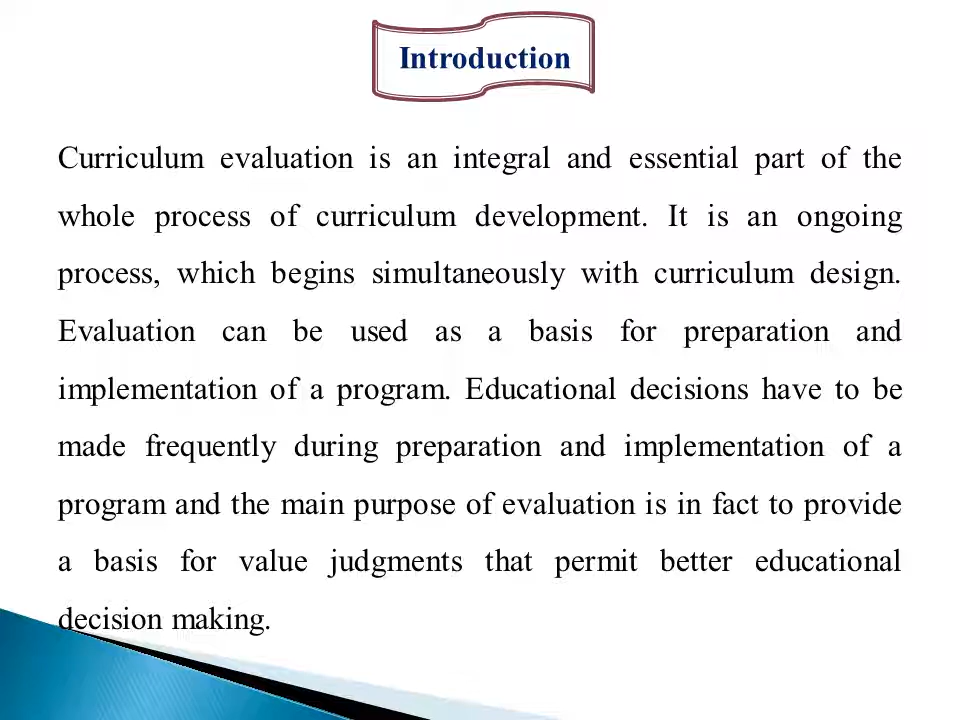 Introduction
Curriculum evaluation is an integral and essential part of the
whole process of curriculum development. It is an ongoing
process, which begins simultaneously with curriculum design.
Evaluation can be used as a basis for preparation and
implementation of a program. Educational decisions have to be
made frequently during preparation and implementation of a
program and the main purpose of evaluation is in fact to provide
a basis for value judgments that permit better educational
decision making.